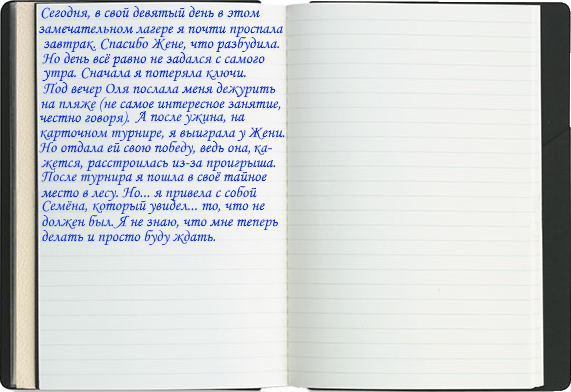 Сегодня, в свой девятый день в этом
замечательном лагере я почти проспала
завтрак. Спасибо Жене, что разбудила.
Но день всё равно не задался с самого
утра. Сначала я потеряла ключи.
Под вечер Оля послала меня дежурить
на пляже (не самое интересное занятие,
честно говоря). А после ужина, на
карточном турнире, я выиграла у Жени.
Но отдала ей свою победу, ведь она, ка-
жется, расстроилась из-за проигрыша.
После турнира я пошла в своё тайное
место в лесу. Но... я привела с собой
Семёна, который увидел... то, что не
должен был. Я не знаю, что мне теперь
делать и просто буду ждать.